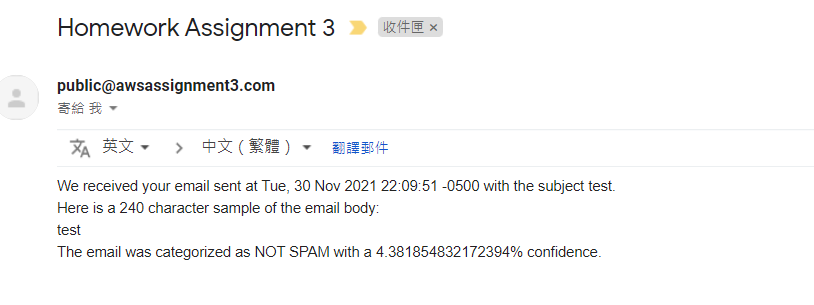 Homework Assignment 3 收件匣 ×
public@awsassignment3.com
寄給 我
英文 中文（繁體） 翻譯郵件
We received your email sent at Tue, 30 Nov 2021 22:09:51 -0500 with the subject test.
Here is a 240 character sample of the email body:
test
The email was categorized as NOT SPAM with a 4.381854832172394% confidence.